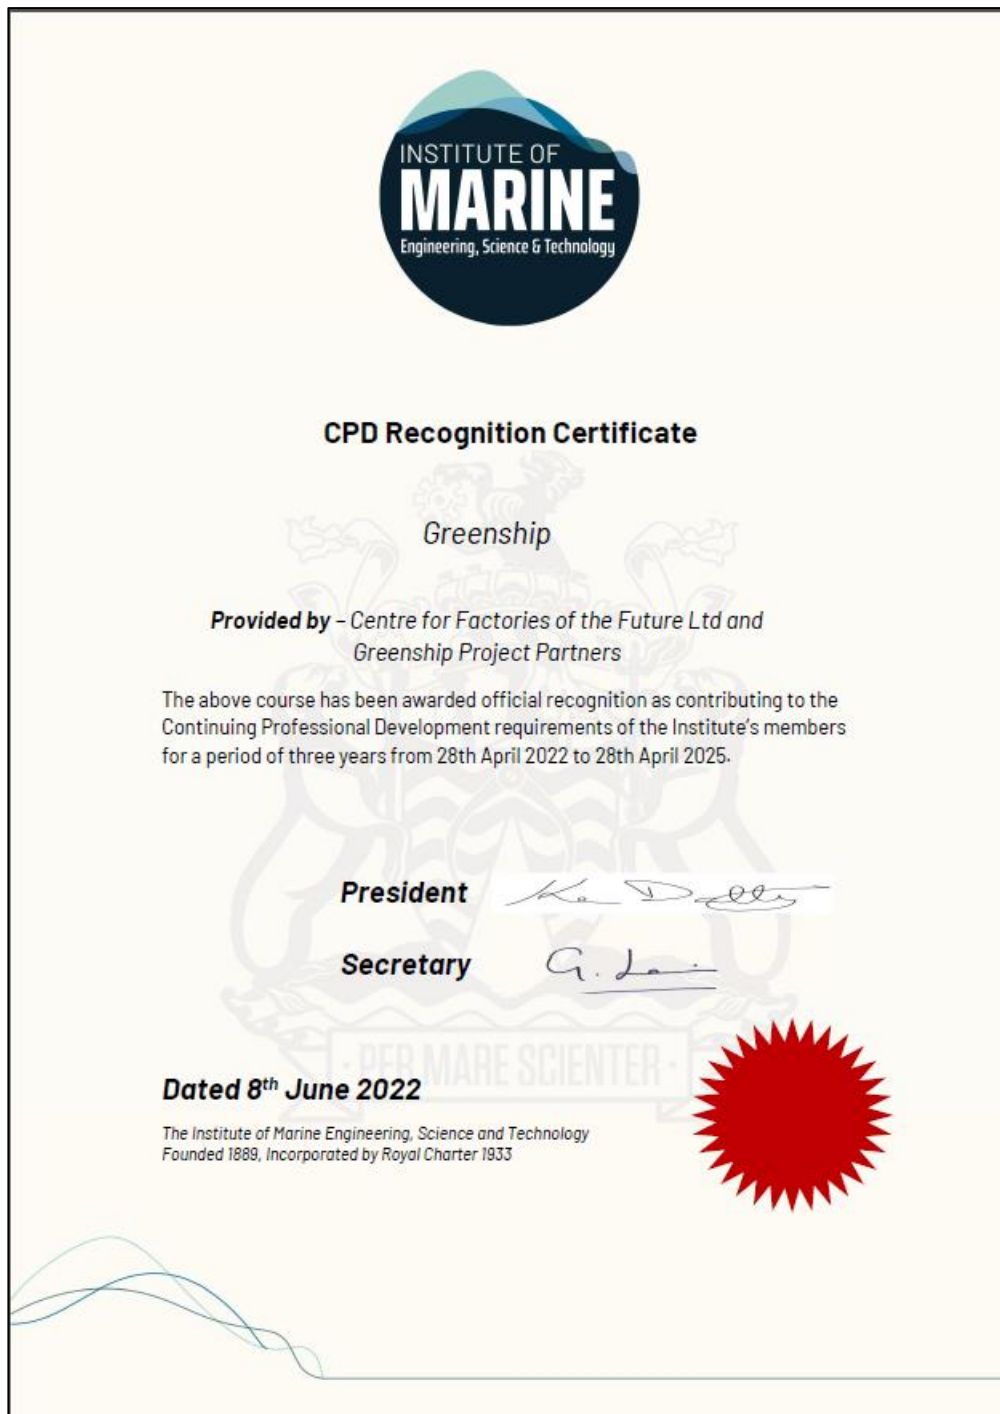 INSTITUTE OF
MARINE
Engineering, Science & Technology
CPD Recognition Certificate
Greenship
Provided by – Centre for Factories of the Future Ltd and
Greenship Project Partners
The above course has been awarded official recognition as contributing to the
Continuing Professional Development requirements of the Institute's members
for a period of three years from 28th April 2022 to 28th April 2025.
President
Secretary G. 
· PER MARE SCIENTER ·
Dated 8th June 2022
The Institute of Marine Engineering, Science and Technology
Founded 1889, Incorporated by Royal Charter 1933